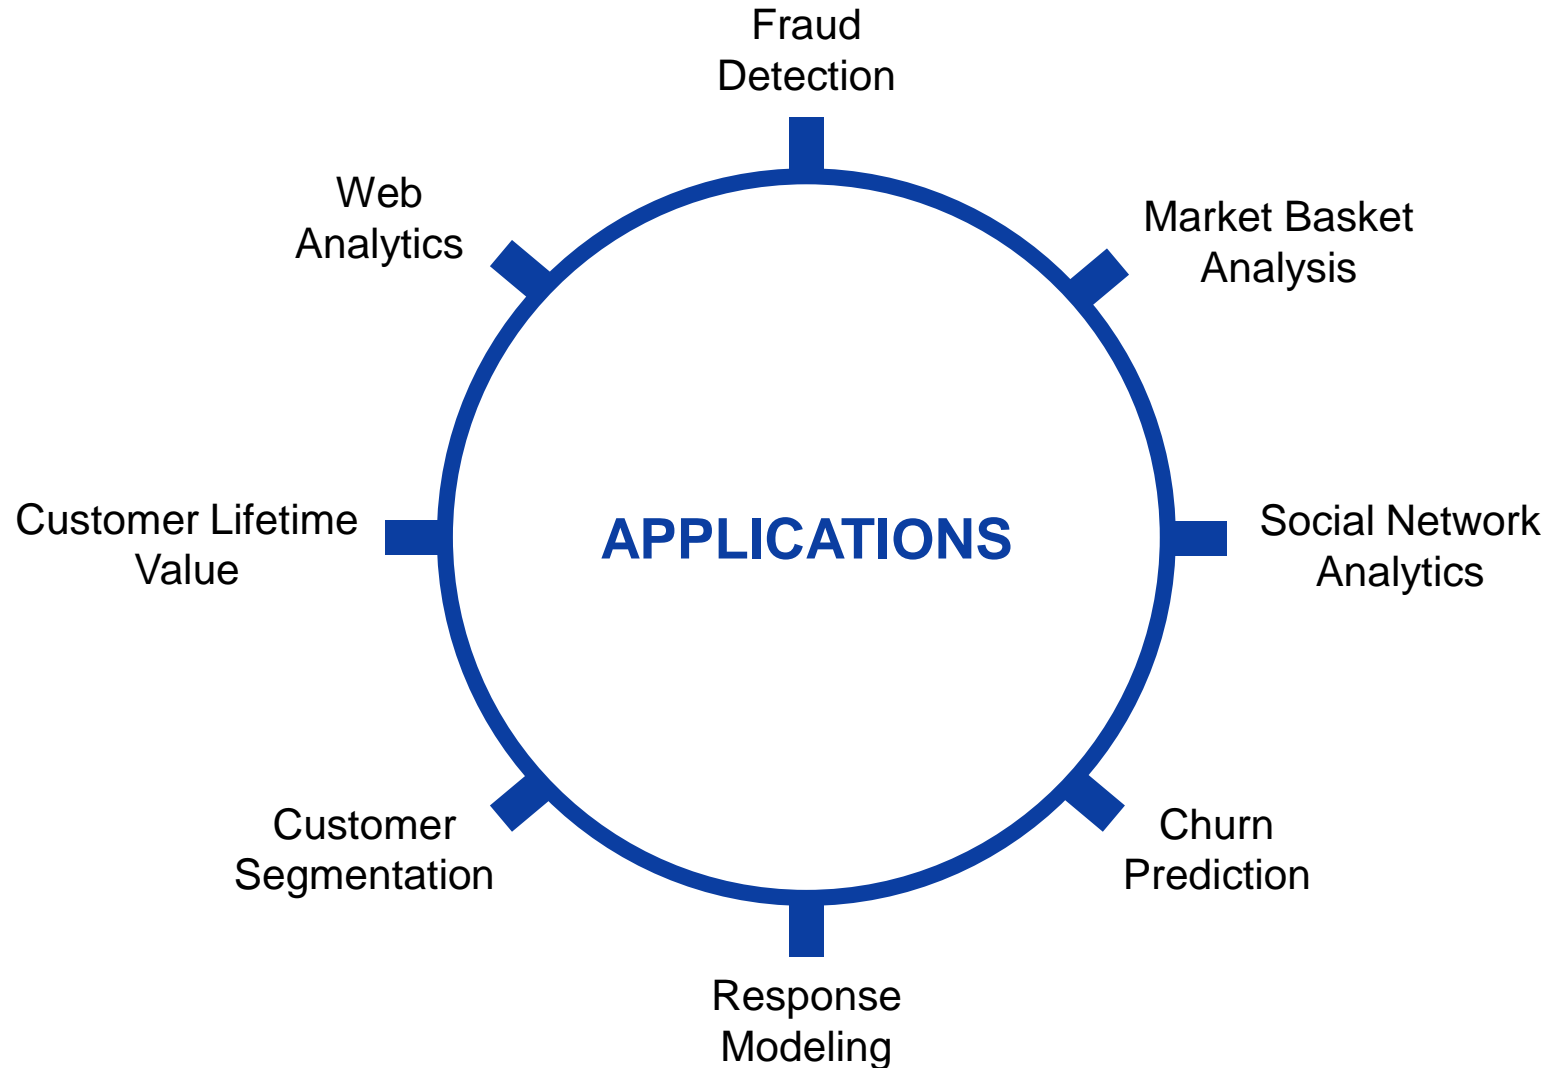 Fraud
Detection
Market Basket
Analysis
Social Network
Analytics
Churn
Prediction
Response
Modeling
Customer
Segmentation
Customer Lifetime
Value
Web
Analytics
APPLICATIONS